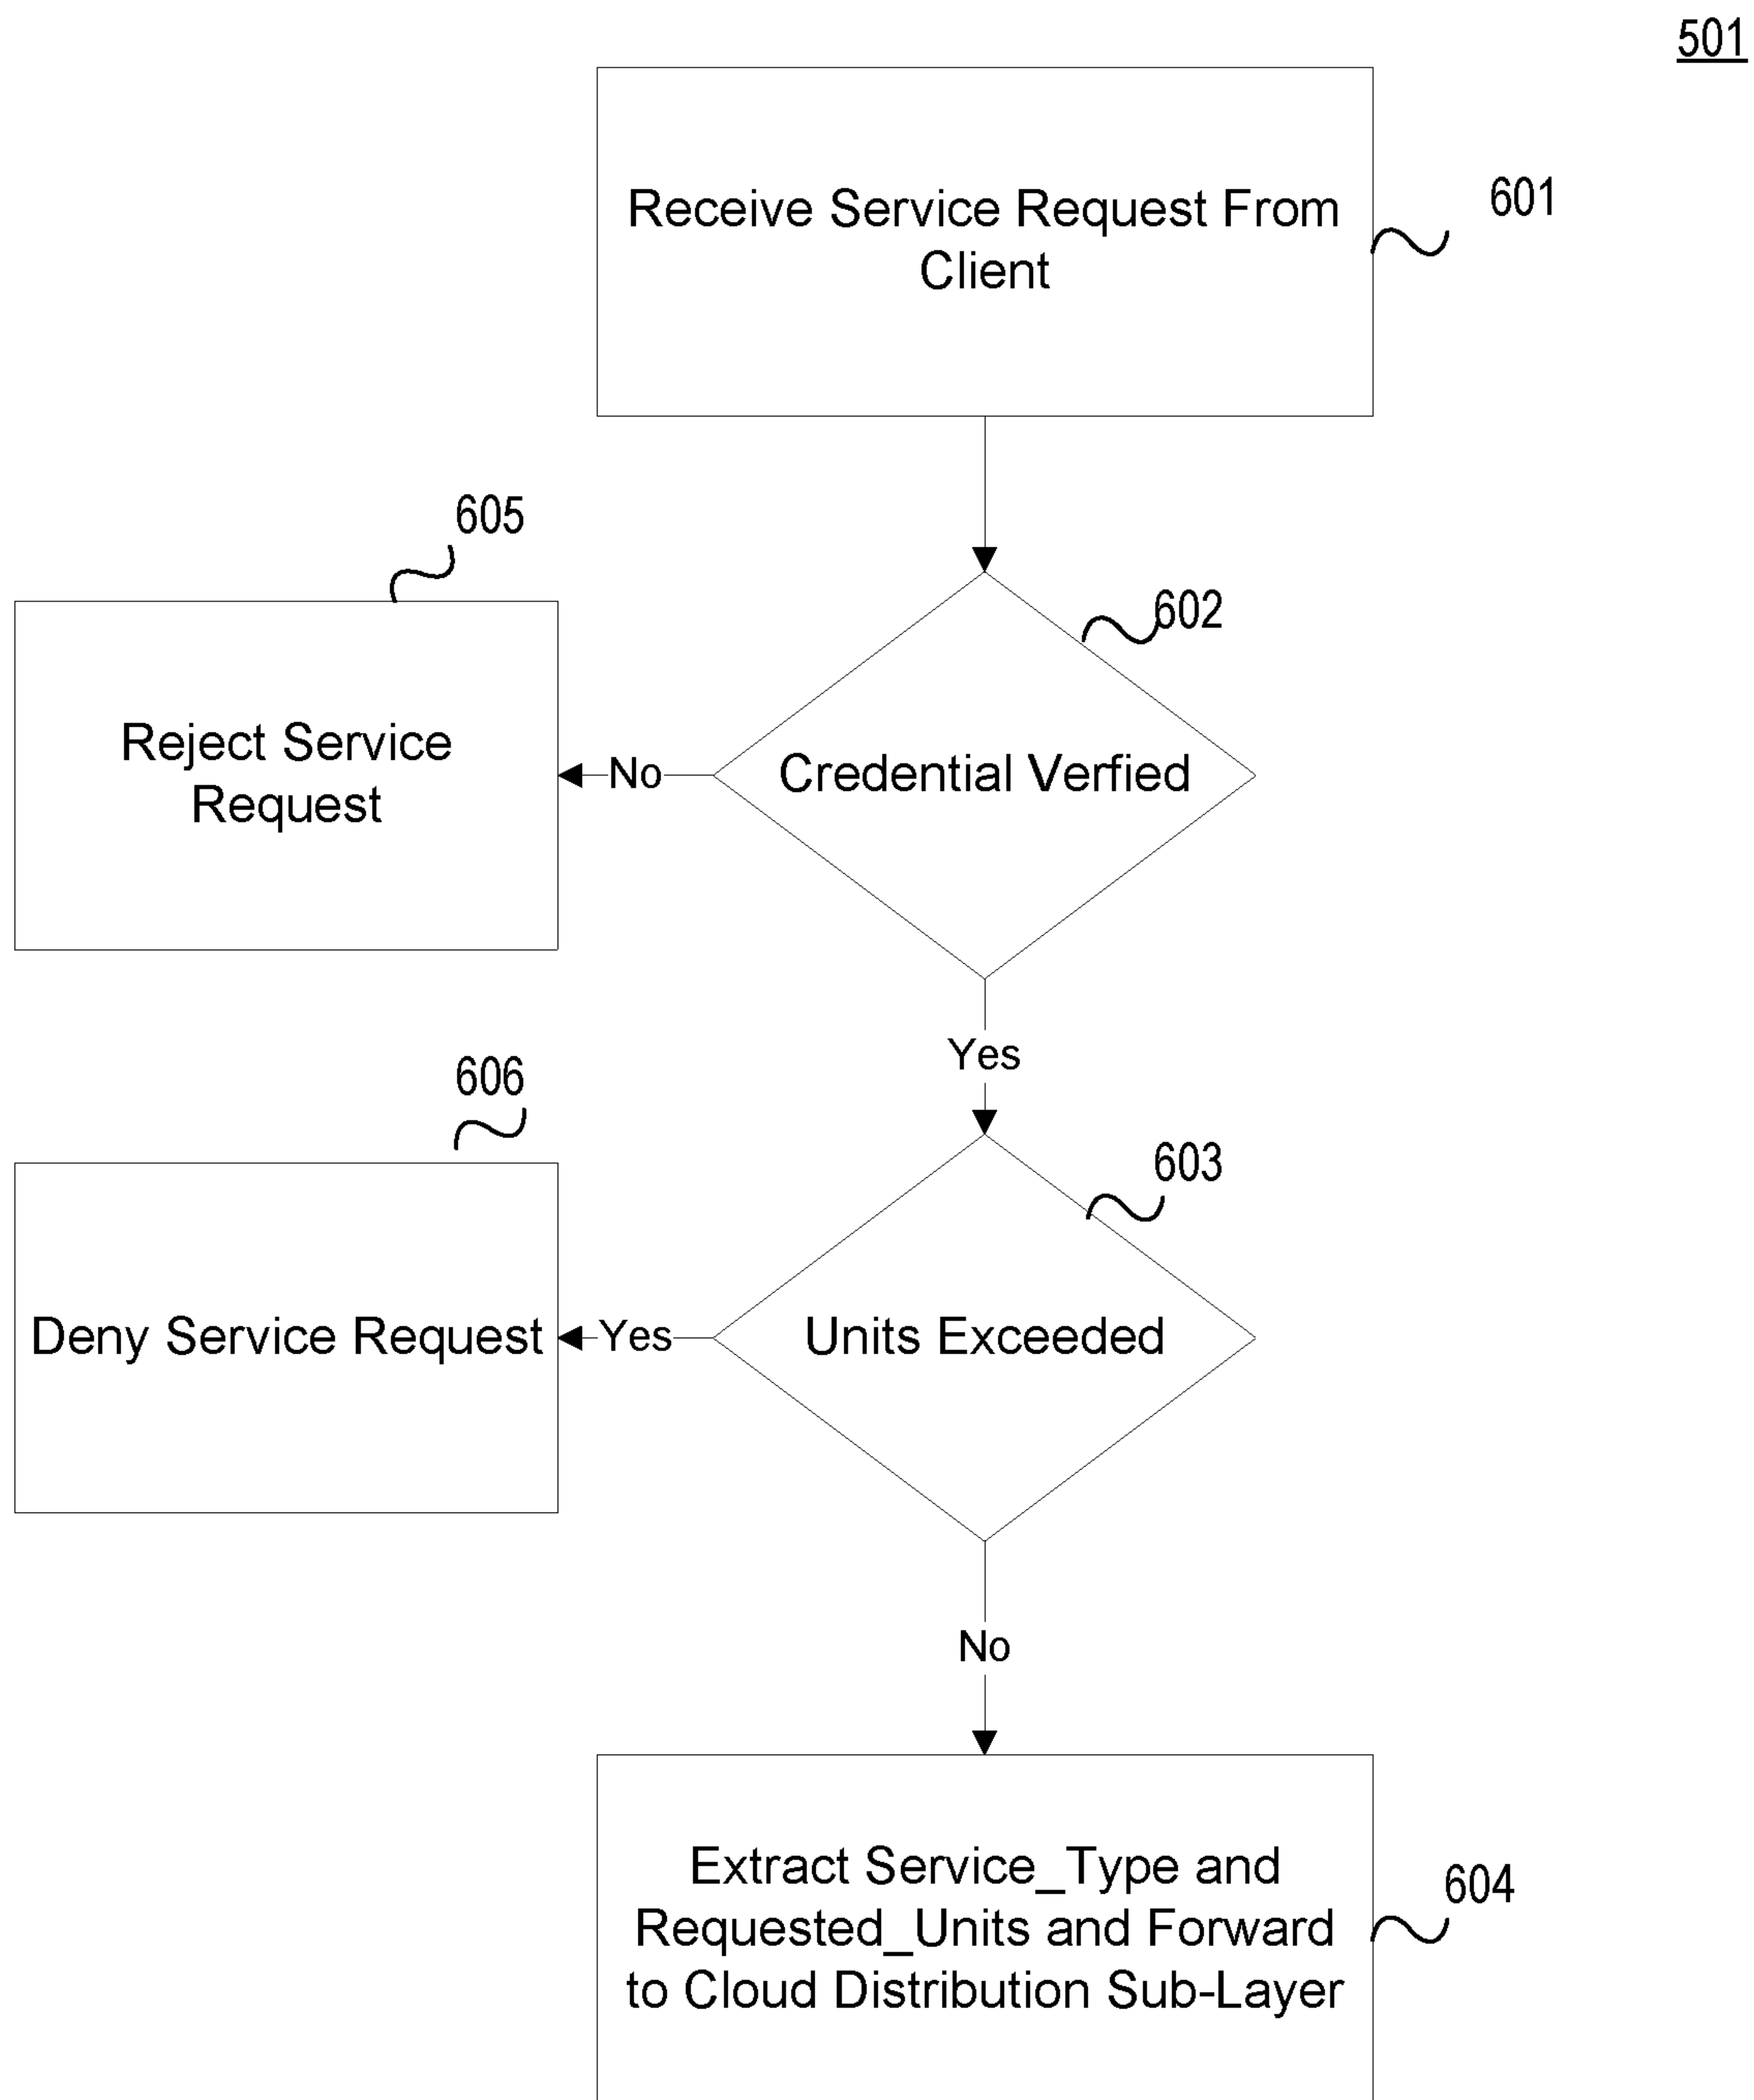 501
Receive Service Request From
Client
601
605
602
Reject Service
Request
No
Credential Verfied
Yes
606
603
Deny Service Request
Yes
Units Exceeded
No
Extract Service_Type and
Requested_Units and Forward
to Cloud Distribution Sub-Layer
604